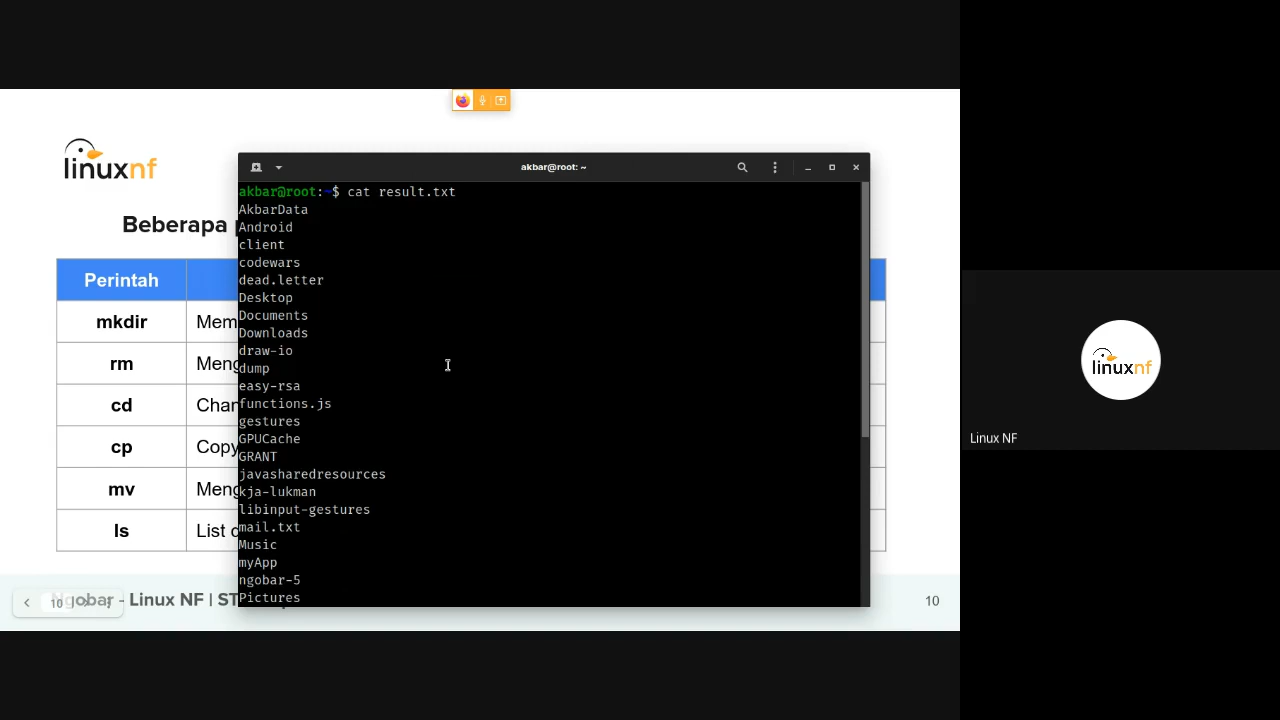 linuxnf
akbar@root: ~
Beberapa
Perintah
mkdir
rm
Meng
cd
cp
Copy
mv
Meng
ls
List
akbar@root:~$ cat result.txt
AkbarData
Android
client
codewars
dead.letter
Desktop
Documents
Downloads
draw-io
dump
easy-rsa
functions.js
gestures
GPUCache
GRANT
javasharedresources
kja-lukman
libinput-gestures
mail.txt
Music
myApp
ngobar-5
Pictures
Ngobar - Linux NF | ST
10
10
linuxnf
Linux NF